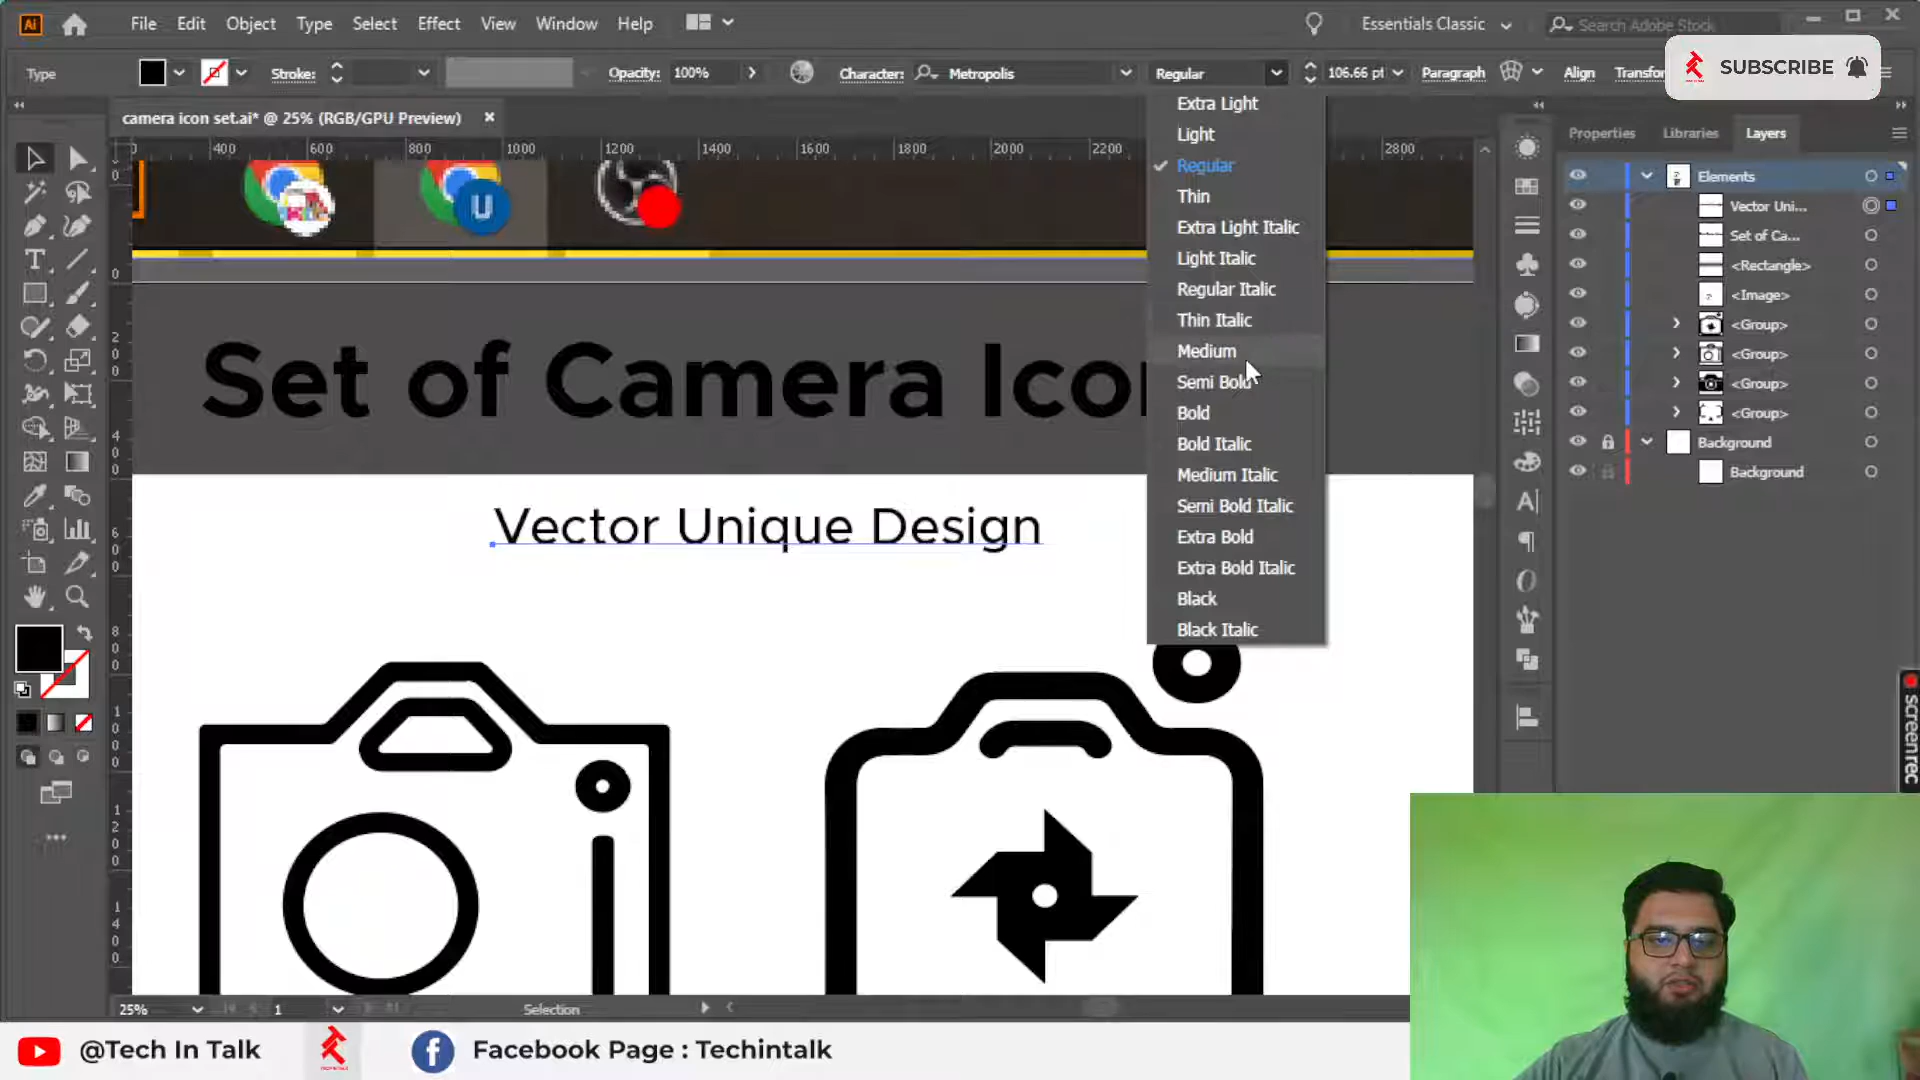 Ai File Edit Object Type Select Effect View Window Help Essentials Classic Search Adobe Stock
Type Stroke: Opacity: 100% Character: Metropolis Regular 106.66 pt Paragraph Align Transfor
SUBSCRIBE
camera icon set.ai* @ 25% (RGB/GPU Preview)
400 600 800 1000 1200 1400 1600 1800 2000 2200 2800
Extra Light
Light
Regular
Thin
Extra Light Italic
Light Italic
Regular Italic
Thin Italic
Medium
Semi Bold
Bold
Bold Italic
Medium Italic
Semi Bold Italic
Extra Bold
Extra Bold Italic
Black
Black Italic
Properties Libraries Layers
Elements
Vector Uni...
Set of Ca...
<Rectangle>
<Image>
<Group>
<Group>
<Group>
<Group>
Background
Background
U
Set of Camera Icon
Vector Unique Design
25% 1 Selection
screenrec
@Tech In Talk Facebook Page : Techintalk